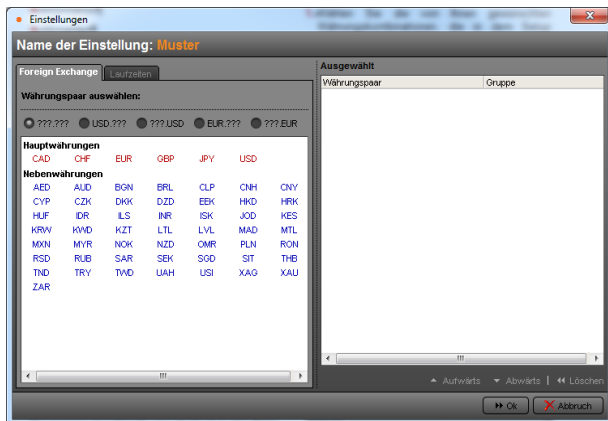 Einstellungen
Name der Einstellung: Muster
Foreign Exchange Laufzeiten
Währungspaar auswählen:
???.??? USD.??? ???.USD EUR.??? ???.EUR
Hauptwährungen
CAD CHF EUR GBP JPY USD
Nebenwährungen
AED AUD BGN BRL CLP CNH CNY
CYP CZK DKK DZD EEK HKD HRK
HUF IDR ILS INR ISK JOD KES
KRW KWD KZT LTL LVL MAD MTL
MXN MYR NOK NZD OMR PLN RON
RSD RUB SAR SEK SGD SIT THB
TND TRY TWD UAH USI XAG XAU
ZAR
Ausgewählt
Währungspaar Gruppe
Aufwärts Abwärts Löschen
Ok Abbruch